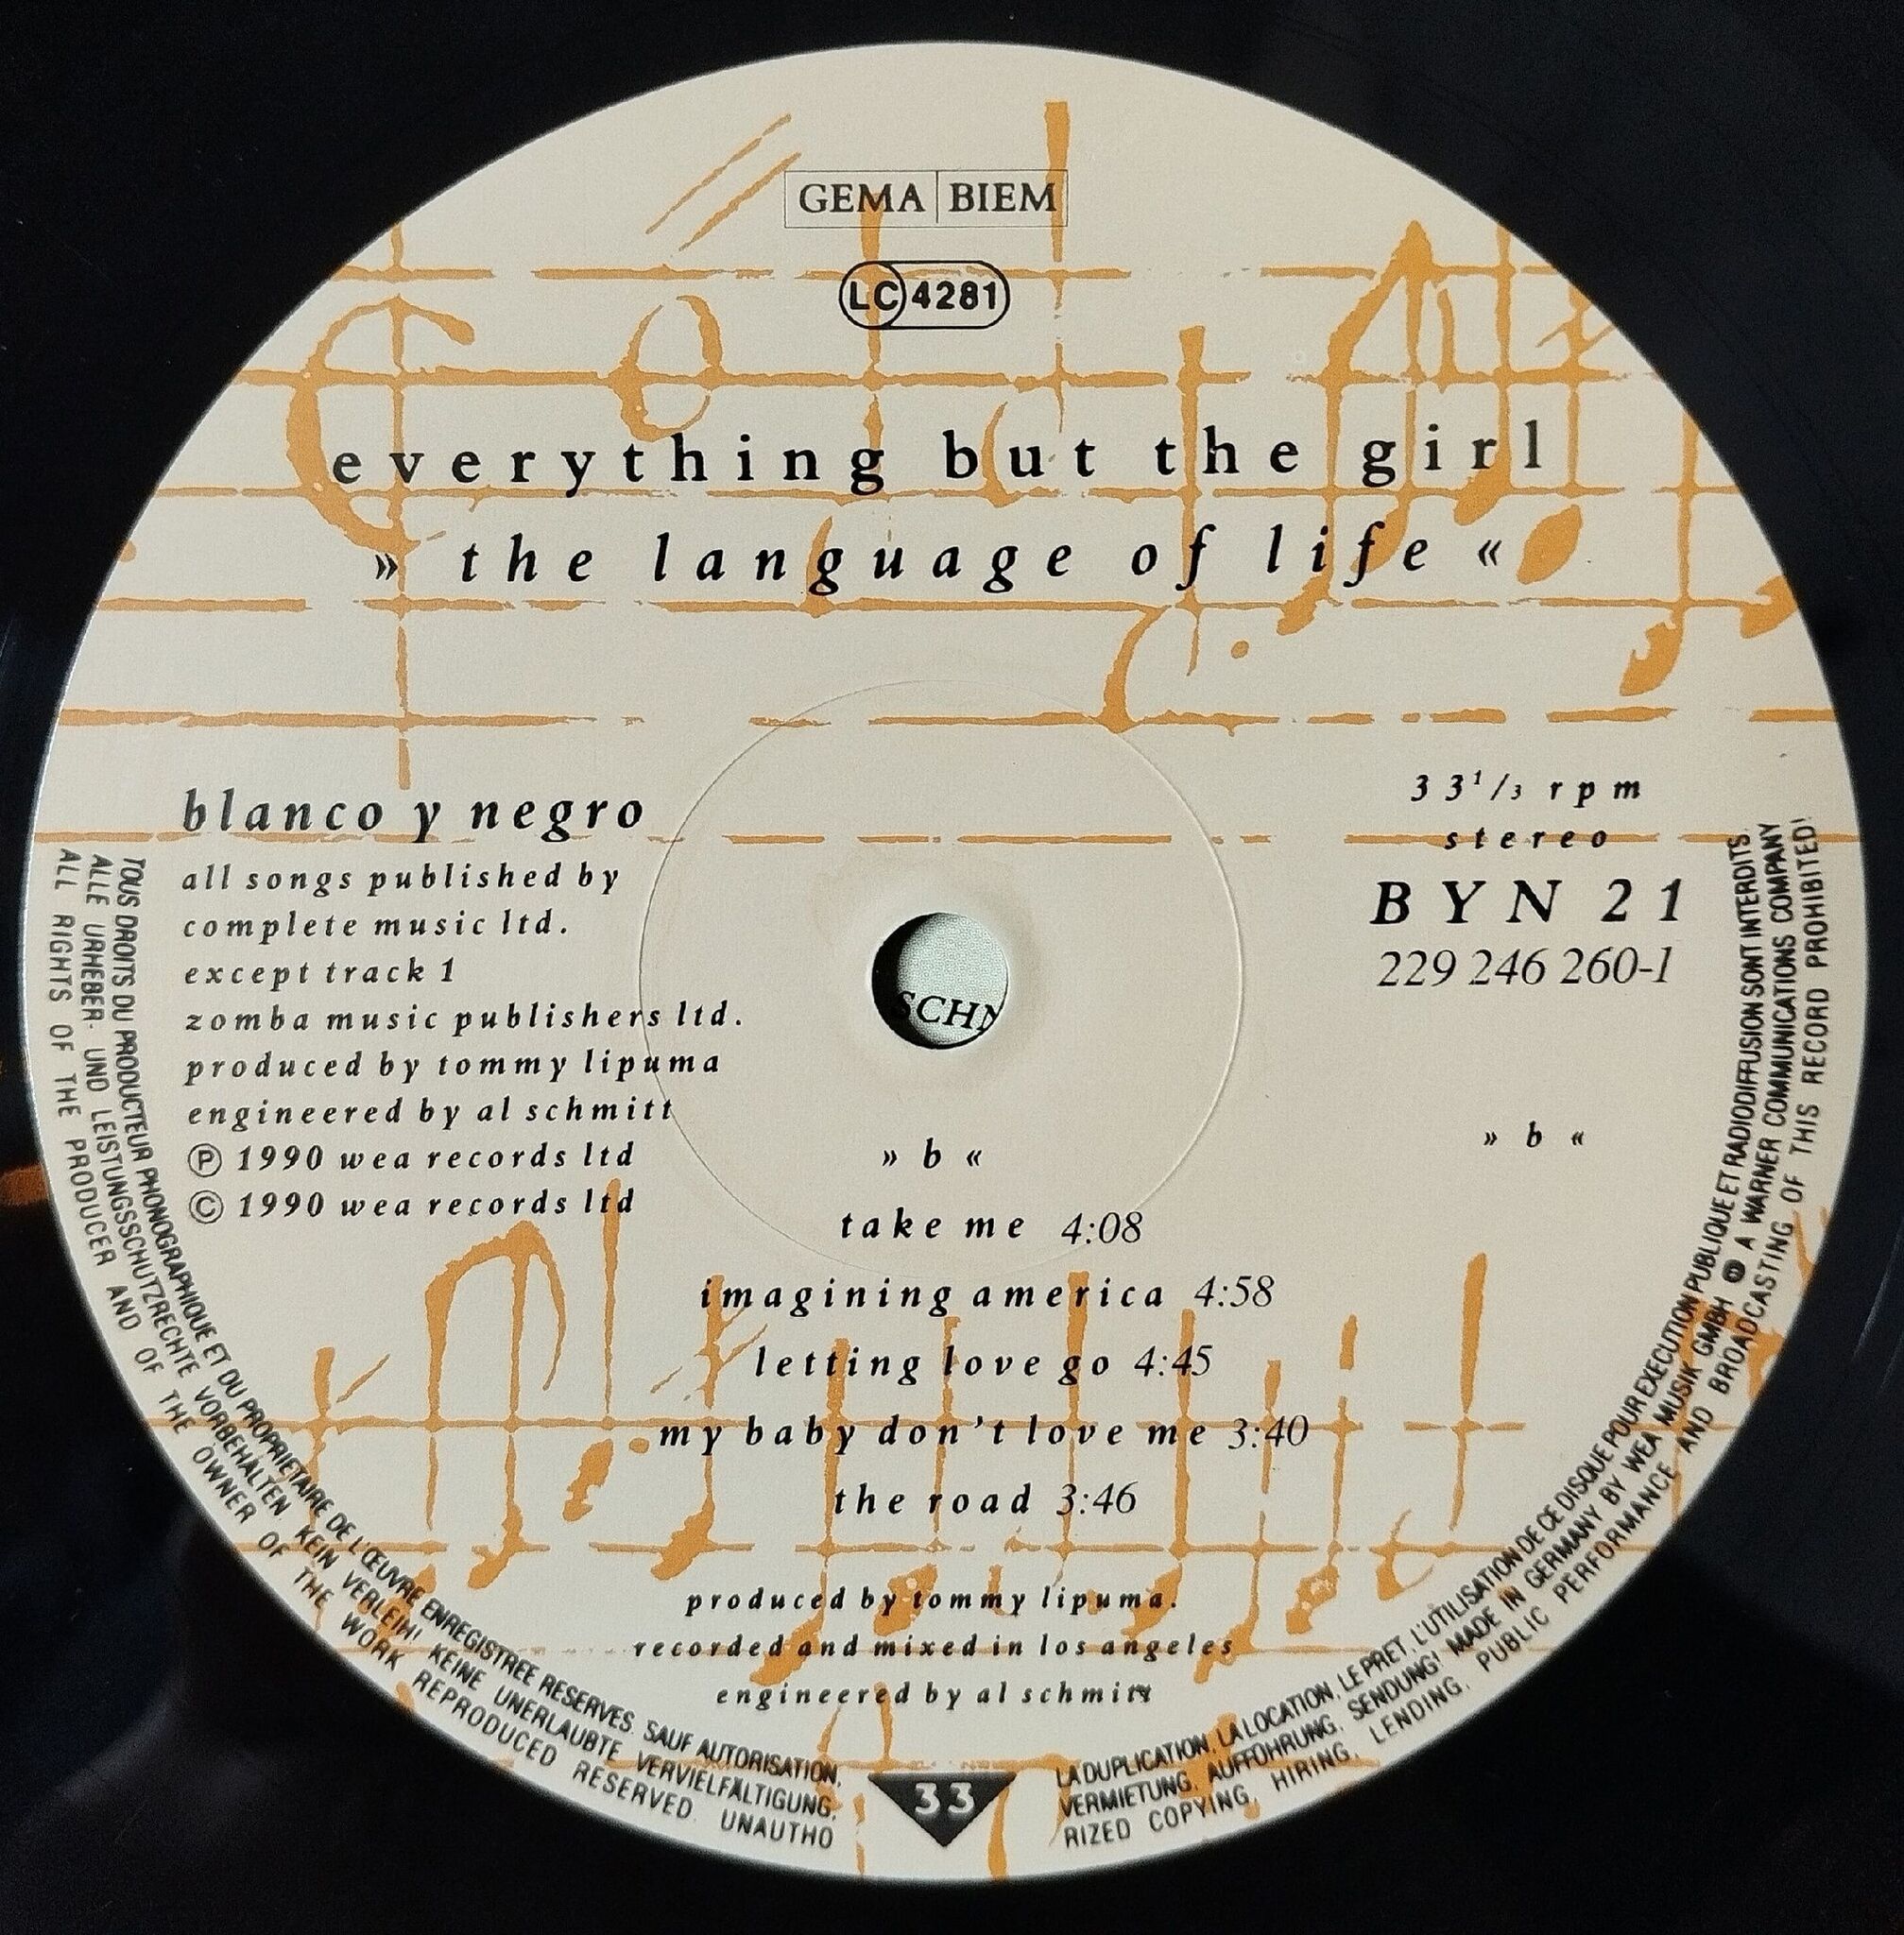 GEMA BIEM
LC 4281
everything but the girl
» the language of life «
blanco y negro
all songs published by
complete music ltd.
except track 1
zomba music publishers ltd.
produced by tommy lipuma
engineered by al schmitt
℗ 1990 wea records ltd
© 1990 wea records ltd
33 1/3 rpm
stereo
BYN 21
229 246 260-1
» b «
SCHN
» b «
take me 4:08
imagining america 4:58
letting love go 4:45
my baby don't love me 3:40
the road 3:46
produced by tommy lipuma.
recorded and mixed in los angeles
engineered by al schmitt
33
TOUS DROITS DU PRODUCTEUR PHONOGRAPHIQUE ET DU PROPRIETAIRE DE L'ŒUVRE ENREGISTREE RESERVES. SAUF AUTORISATION, LA DUPLICATION, LA LOCATION, LE PRET, L'UTILISATION DE CE DISQUE POUR EXECUTION PUBLIQUE ET RADIODIFFUSION SONT INTERDITS.
ALLE URHEBER- UND LEISTUNGSSCHUTZRECHTE VORBEHALTEN. KEIN VERLEIH! KEINE UNERLAUBTE VERVIELFÄLTIGUNG, VERMIETUNG, AUFFÜHRUNG, SENDUNG! MADE IN GERMANY BY WEA MUSIK GMBH A WARNER COMMUNICATIONS COMPANY
ALL RIGHTS OF THE PRODUCER AND OF THE OWNER OF THE WORK REPRODUCED RESERVED. UNAUTHORIZED COPYING, HIRING, LENDING, PUBLIC PERFORMANCE AND BROADCASTING OF THIS RECORD PROHIBITED!